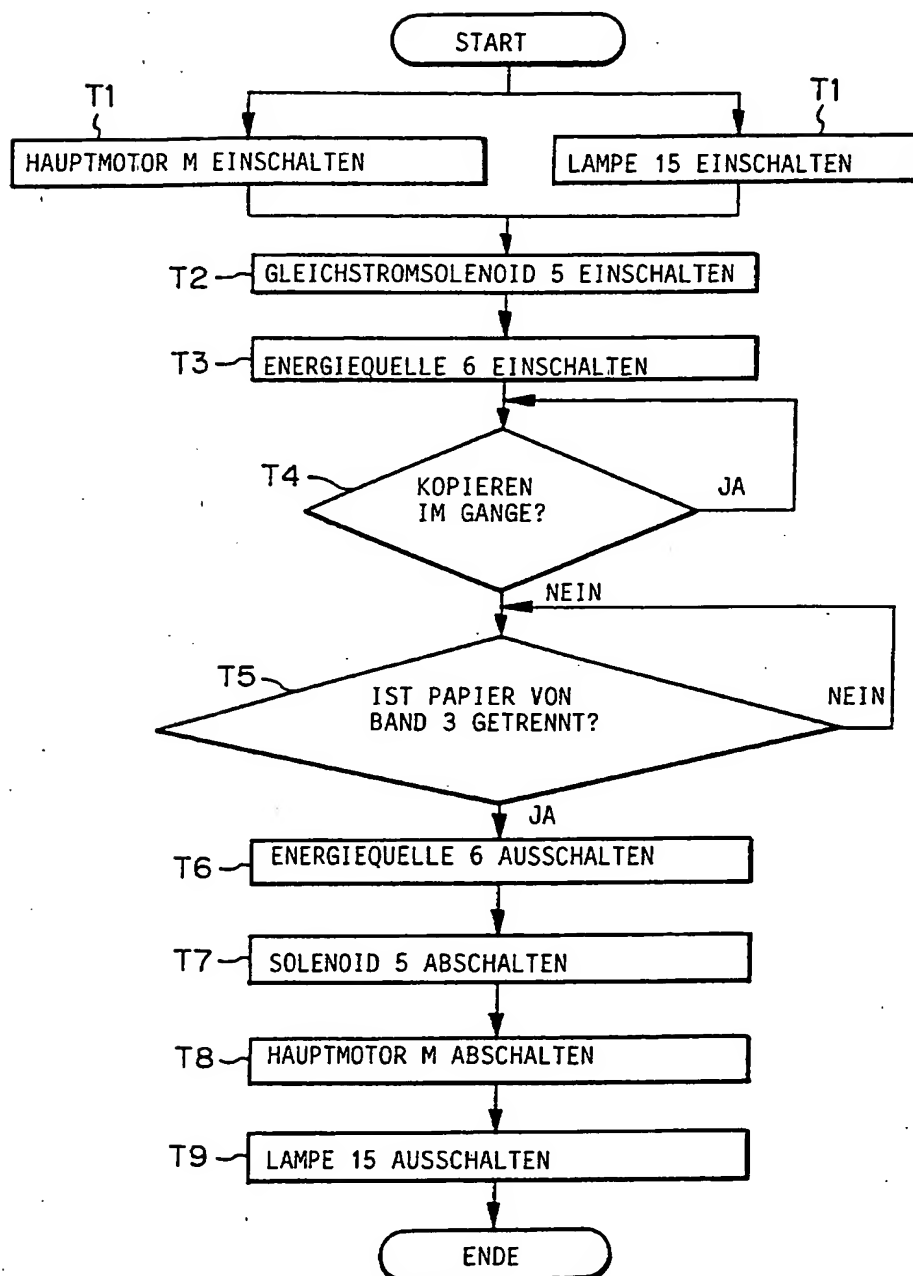 START
T1
T1
HAUPTMOTOR M EINSCHALTEN
LAMPE 15 EINSCHALTEN
T2
GLEICHSTROMSOLENOID 5 EINSCHALTEN
T3
ENERGIEQUELLE 6 EINSCHALTEN
T4
KOPIEREN
IM GANGE?
JA
NEIN
T5
IST PAPIER VON
BAND 3 GETRENNT?
NEIN
JA
T6
ENERGIEQUELLE 6 AUSSCHALTEN
T7
SOLENOID 5 ABSCHALTEN
T8
HAUPTMOTOR M ABSCHALTEN
T9
LAMPE 15 AUSSCHALTEN
ENDE